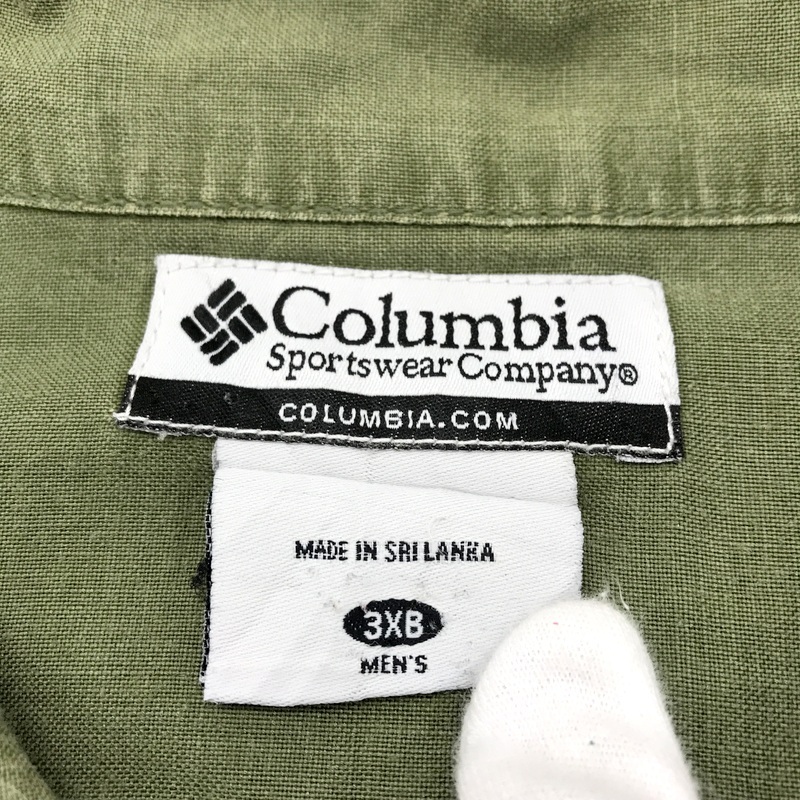 Columbia
Sportswear Company®
COLUMBIA.COM
MADE IN SRI LANKA
3XB
MEN'S